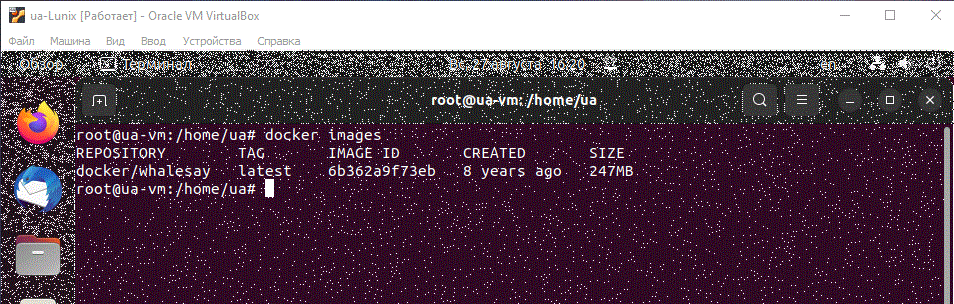 ua-Lunix [Работает] - Oracle VM VirtualBox
Файл Машина Вид Ввод Устройства Справка
Обзор Терминал Вс, 27 августа 16:20
root@ua-vm: /home/ua
root@ua-vm:/home/ua# docker images
REPOSITORY TAG IMAGE ID CREATED SIZE
docker/whalesay latest 6b362a9f73eb 8 years ago 247MB
root@ua-vm:/home/ua#